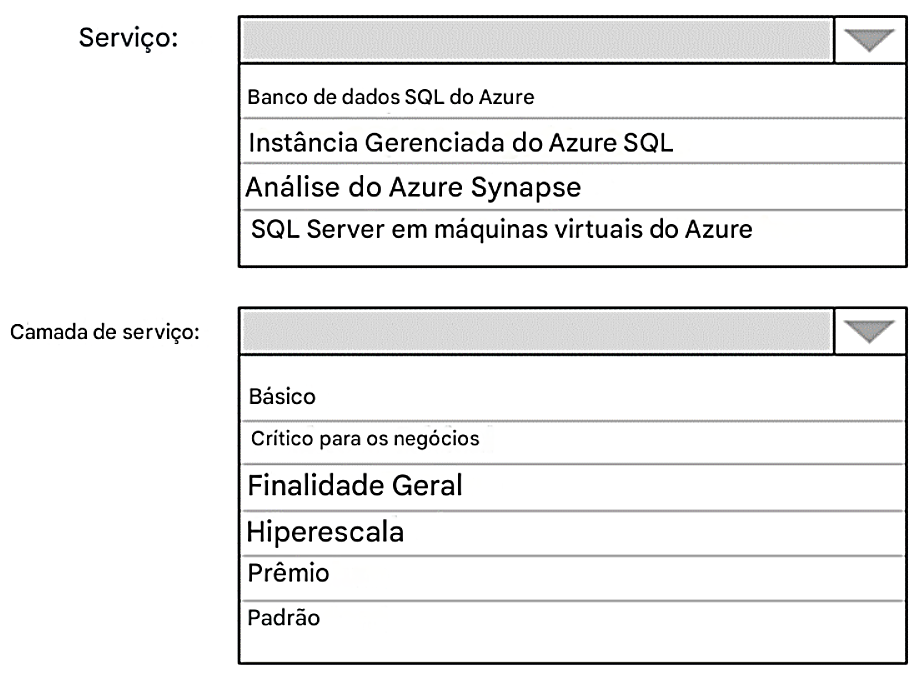 Serviço:
Banco de dados SQL do Azure
Instância Gerenciada do Azure SQL
Análise do Azure Synapse
SQL Server em máquinas virtuais do Azure
Camada de serviço:
Básico
Crítico para os negócios
Finalidade Geral
Hiperescala
Prêmio
Padrão